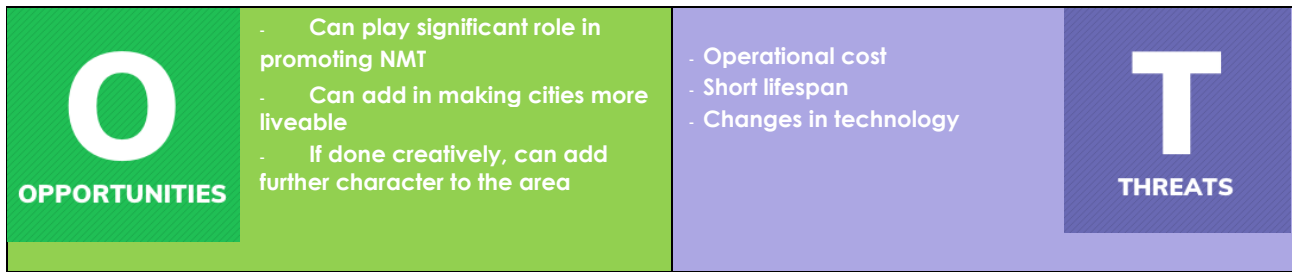 O
OPPORTUNITIES
- Can play significant role in
promoting NMT
- Can add in making cities more
liveable
- If done creatively, can add
further character to the area
- Operational cost
- Short lifespan
- Changes in technology
T
THREATS